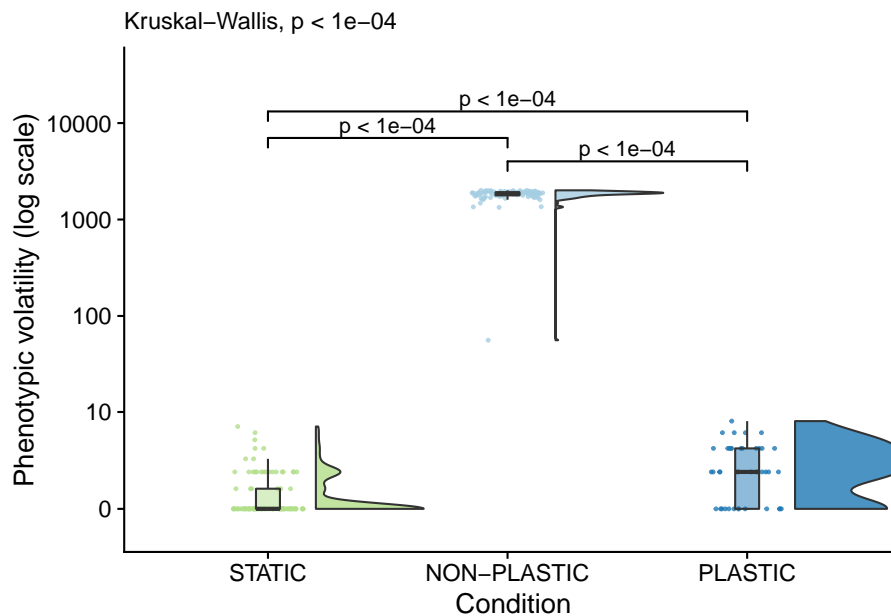 Kruskal−Wallis, p < 1e−04
p < 1e−04
p < 1e−04
p < 1e−04
10000
1000
100
10
0
Phenotypic volatility (log scale)
STATIC
NON−PLASTIC
PLASTIC
Condition